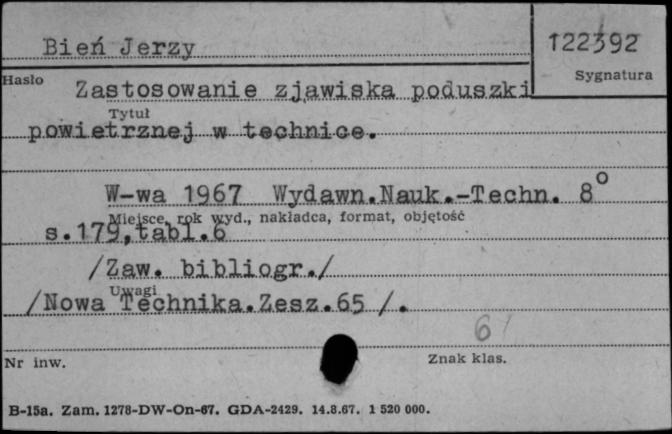 Bień Jerzy
122392
Hasło
Sygnatura
Zastosowanie zjawiska poduszki
Tytuł
powietrznej w technice.
W-wa 1967 Wydawn.Nauk.-Techn. 8°
Miejsce, rok wyd., nakładca, format, objętość
s.179,tabl.6
/Zaw. bibliogr./
Uwagi
/Nowa Technika.Zesz.65 /.
6
Nr inw.
Znak klas.
B-15a. Zam. 1278-DW-On-67. GDA-2429. 14.8.67. 1 520 000.